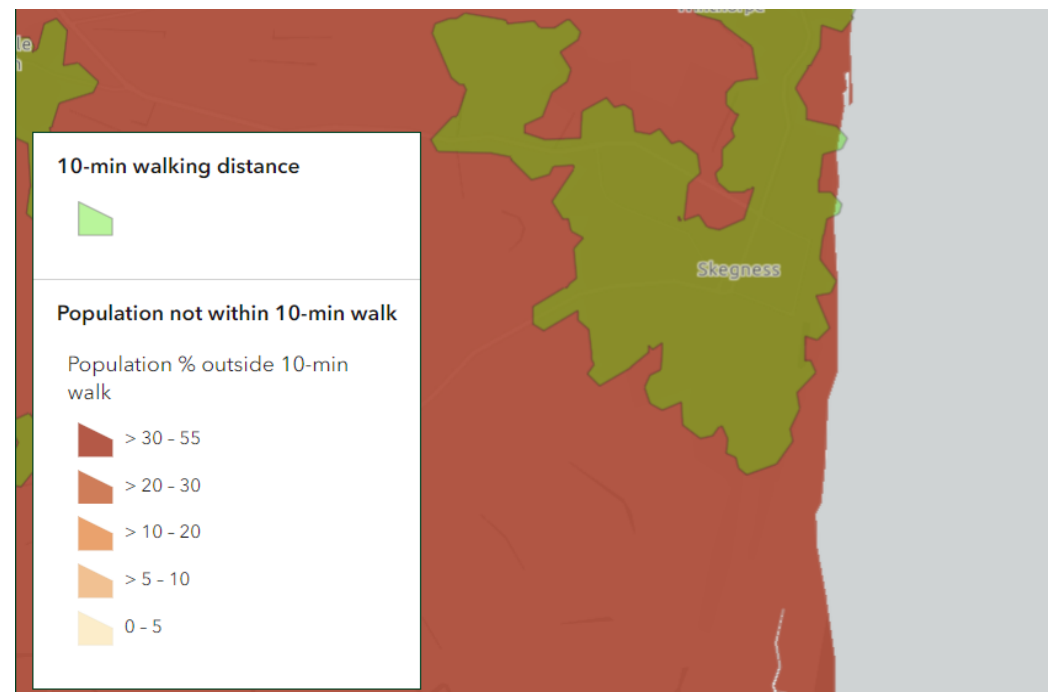 le
10-min walking distance
Population not within 10-min walk
Population % outside 10-min
walk
> 30 - 55
> 20 - 30
> 10 - 20
> 5 - 10
0 - 5
Skegness